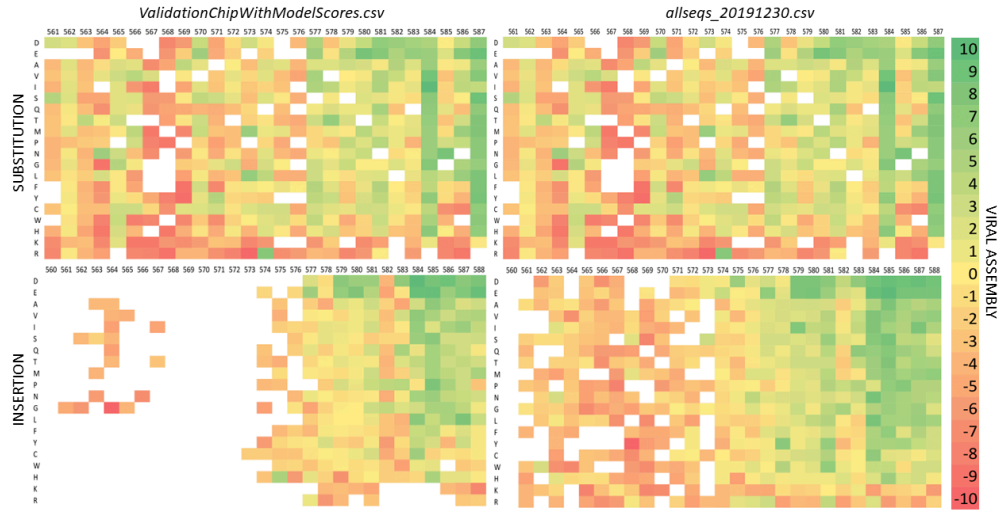 ValidationChipWithModelScores.csv allseqs_20191230.csv
561 562 563 564 565 566 567 568 569 570 571 572 573 574 575 576 577 578 579 580 581 582 583 584 585 586 587
561 562 563 564 565 566 567 568 569 570 571 572 573 574 575 576 577 578 579 580 581 582 583 584 585 586 587
SUBSTITUTION
D
E
A
V
I
S
Q
T
M
P
N
G
L
F
Y
C
W
H
K
R
D
E
A
V
I
S
Q
T
M
P
N
G
L
F
Y
C
W
H
K
R
560 561 562 563 564 565 566 567 568 569 570 571 572 573 574 575 576 577 578 579 580 581 582 583 584 585 586 587 588
560 561 562 563 564 565 566 567 568 569 570 571 572 573 574 575 576 577 578 579 580 581 582 583 584 585 586 587 588
INSERTION
D
E
A
V
I
S
Q
T
M
P
N
G
L
F
Y
C
W
H
K
R
D
E
A
V
I
S
Q
T
M
P
N
G
L
F
Y
C
W
H
K
R
10
9
8
7
6
5
4
3
2
1
0
-1
-2
-3
-4
-5
-6
-7
-8
-9
-10
VIRAL ASSEMBLY